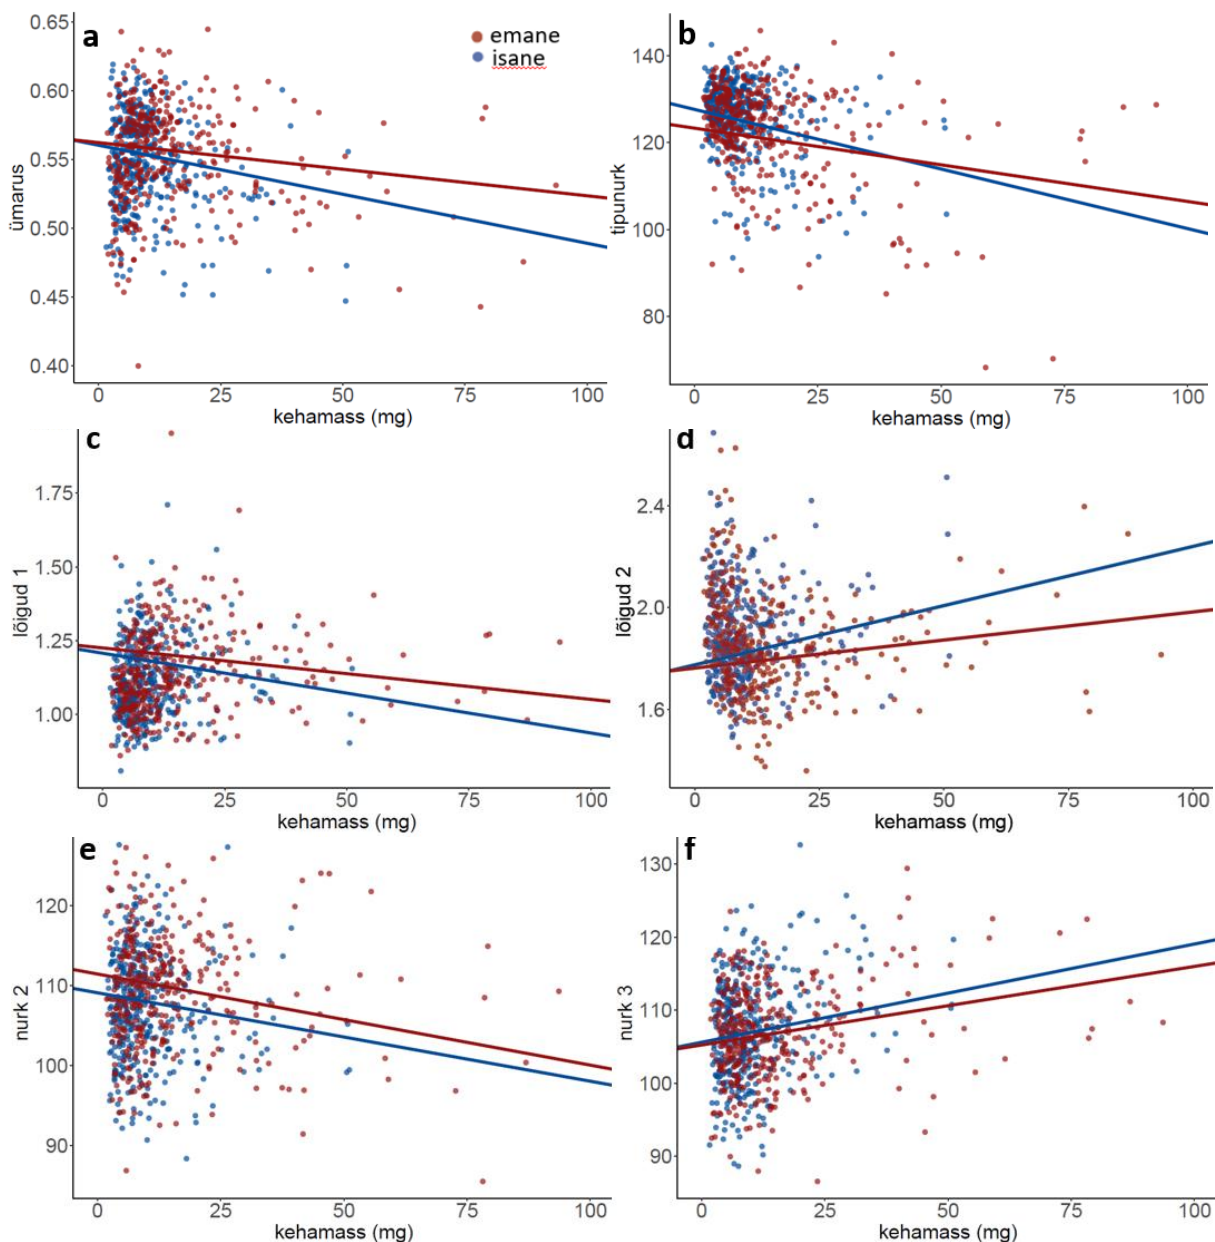 a
emane
isane
0.65
0.60
0.55
0.50
0.45
0.40
ümarus
0 25 50 75 100
kehamass (mg)
b
140
120
100
80
tipunurk
0 25 50 75 100
kehamass (mg)
c
1.75
1.50
1.25
1.00
lõigud 1
0 25 50 75 100
kehamass (mg)
d
2.4
2.0
1.6
lõigud 2
0 25 50 75 100
kehamass (mg)
e
120
110
100
90
nurk 2
0 25 50 75 100
kehamass (mg)
f
130
120
110
100
90
nurk 3
0 25 50 75 100
kehamass (mg)